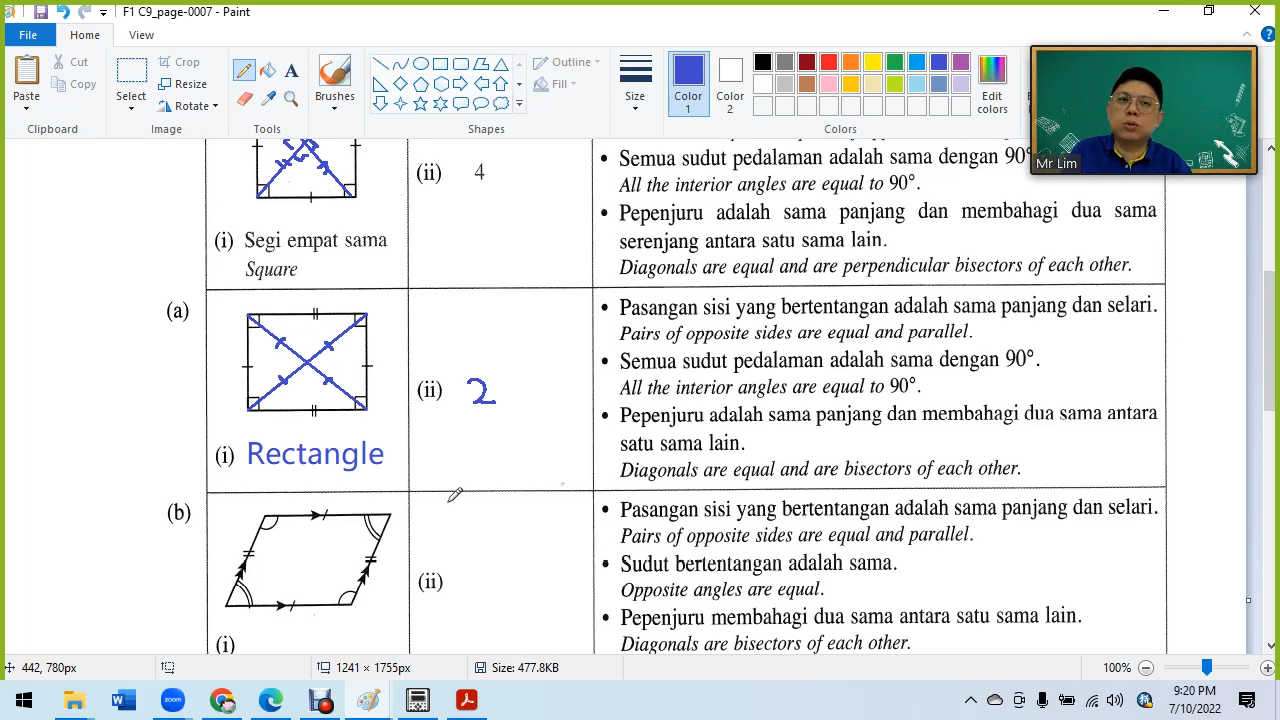 F1 C9_page-0007 - Paint
File
Home
View
Paste
Cut
Copy
Clipboard
Select
Crop
Resize
Rotate
Image
Tools
Brushes
Shapes
Outline
Fill
Size
Color 1
Color 2
Edit colors
Colors
Mr Lim
(ii) 4
(i) Segi empat sama
Square
• Semua sudut pedalaman adalah sama dengan 90°
All the interior angles are equal to 90°.
• Pepenjuru adalah sama panjang dan membahagi dua sama
serenjang antara satu sama lain.
Diagonals are equal and are perpendicular bisectors of each other.
(a)
(i) Rectangle
(ii) 2
• Pasangan sisi yang bertentangan adalah sama panjang dan selari.
Pairs of opposite sides are equal and parallel.
• Semua sudut pedalaman adalah sama dengan 90°.
All the interior angles are equal to 90°.
• Pepenjuru adalah sama panjang dan membahagi dua sama antara
satu sama lain.
Diagonals are equal and are bisectors of each other.
(b)
(i)
(ii)
• Pasangan sisi yang bertentangan adalah sama panjang dan selari.
Pairs of opposite sides are equal and parallel.
• Sudut bertentangan adalah sama.
Opposite angles are equal.
• Pepenjuru membahagi dua sama antara satu sama lain.
Diagonals are bisectors of each other.
442, 780px
1241 × 1755px
Size: 477.8KB
100%
zoom
9:20 PM
7/10/2022